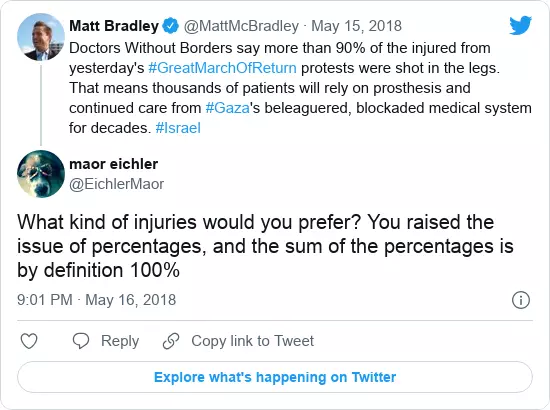 Matt Bradley @MattMcBradley · May 15, 2018
Doctors Without Borders say more than 90% of the injured from
yesterday's #GreatMarchOfReturn protests were shot in the legs.
That means thousands of patients will rely on prosthesis and
continued care from #Gaza's beleaguered, blockaded medical system
for decades. #Israel
maor eichler
@EichlerMaor
What kind of injuries would you prefer? You raised the
issue of percentages, and the sum of the percentages is
by definition 100%
9:01 PM · May 16, 2018
Reply Copy link to Tweet
Explore what's happening on Twitter